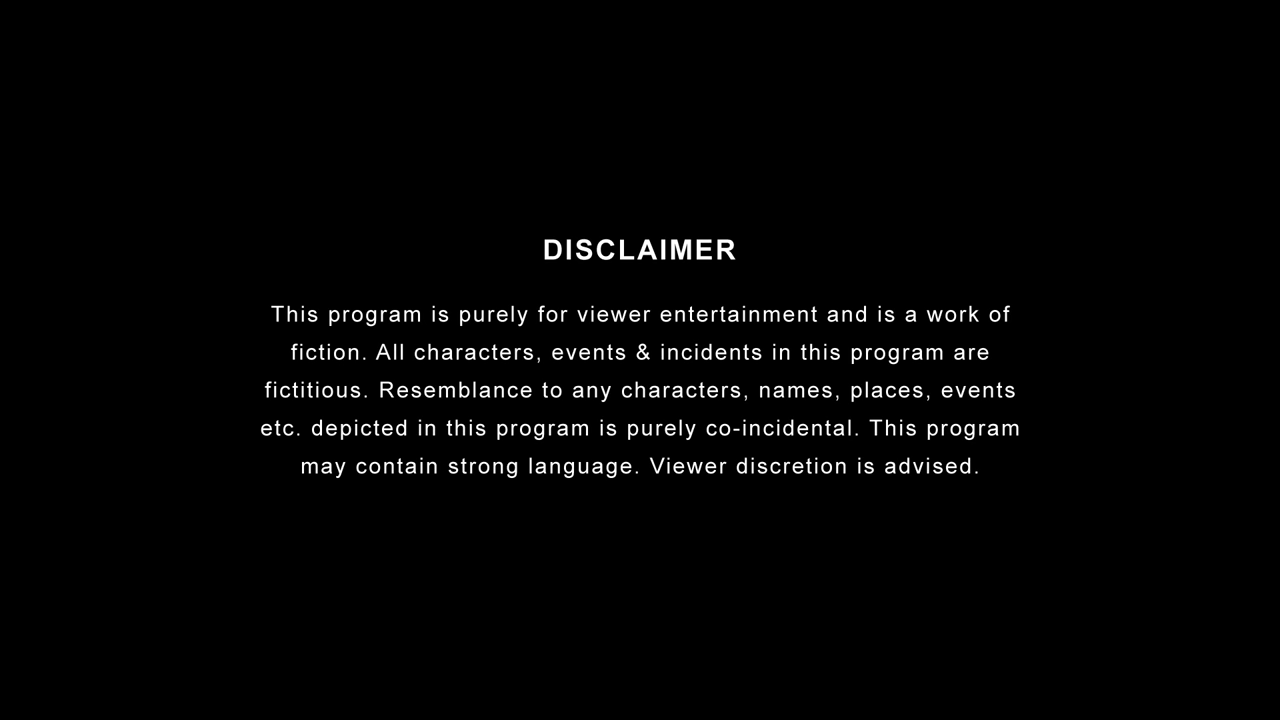 DISCLAIMER
This program is purely for viewer entertainment and is a work of
fiction. All characters, events & incidents in this program are
fictitious. Resemblance to any characters, names, places, events
etc. depicted in this program is purely co-incidental. This program
may contain strong language. Viewer discretion is advised.